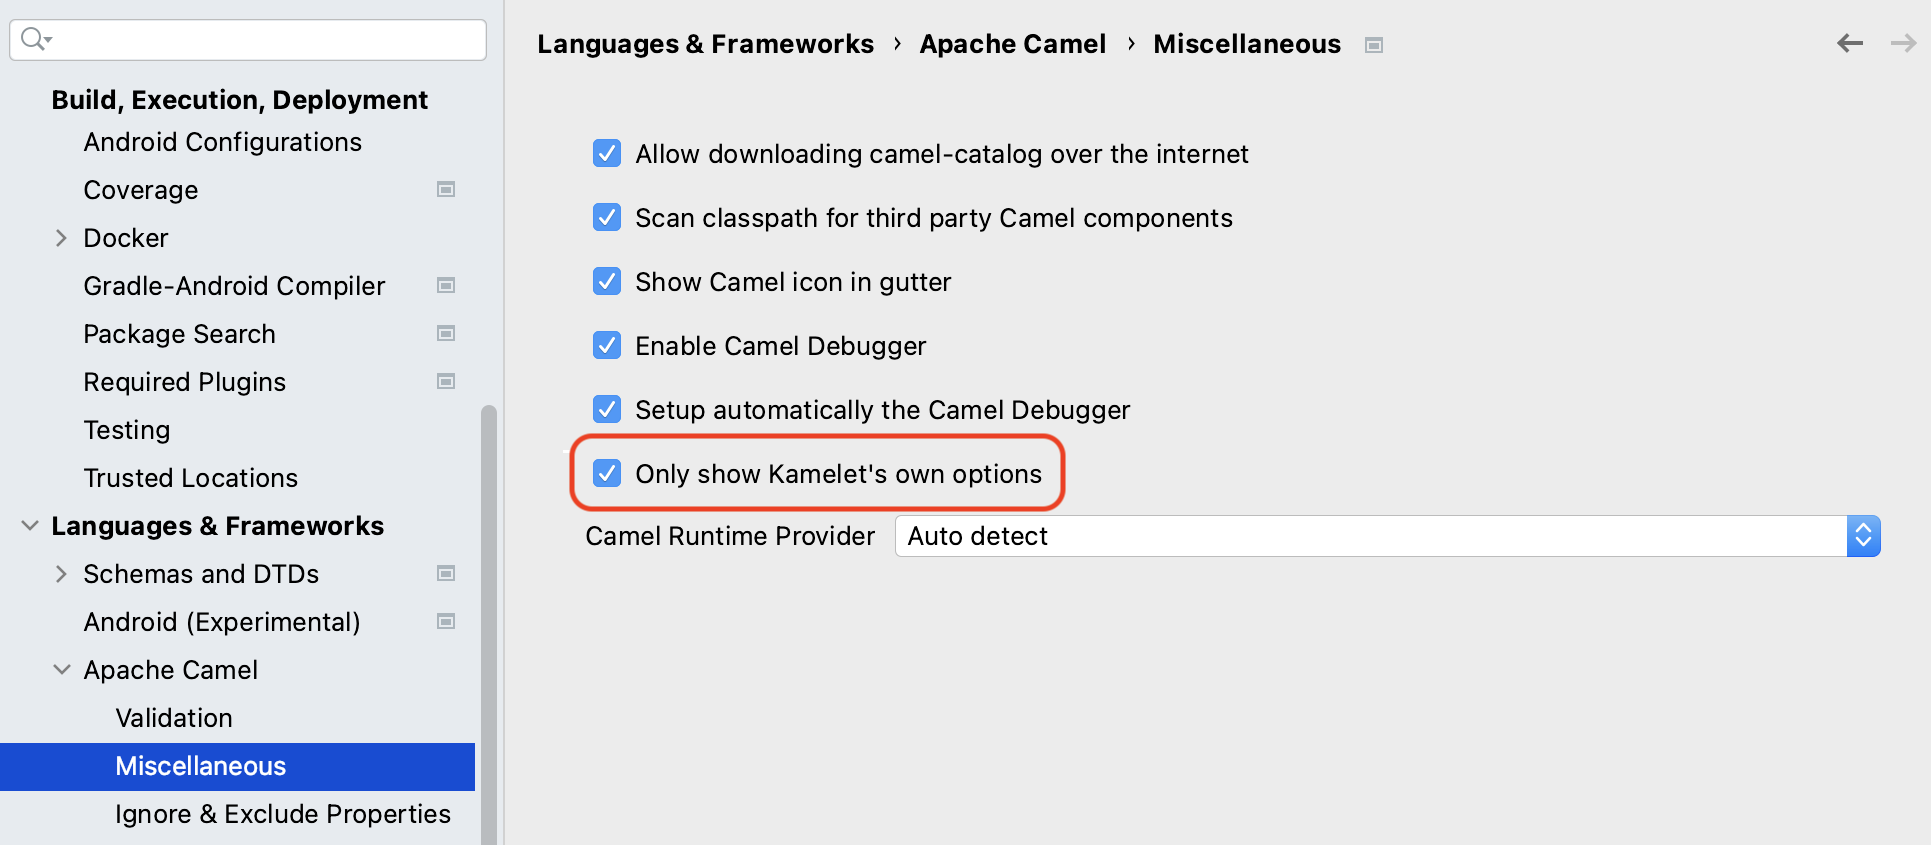 Build, Execution, Deployment
Android Configurations
Coverage
Docker
Gradle-Android Compiler
Package Search
Required Plugins
Testing
Trusted Locations
Languages & Frameworks
Schemas and DTDs
Android (Experimental)
Apache Camel
Validation
Miscellaneous
Ignore & Exclude Properties
Languages & Frameworks › Apache Camel › Miscellaneous
Allow downloading camel-catalog over the internet
Scan classpath for third party Camel components
Show Camel icon in gutter
Enable Camel Debugger
Setup automatically the Camel Debugger
Only show Kamelet's own options
Camel Runtime Provider Auto detect